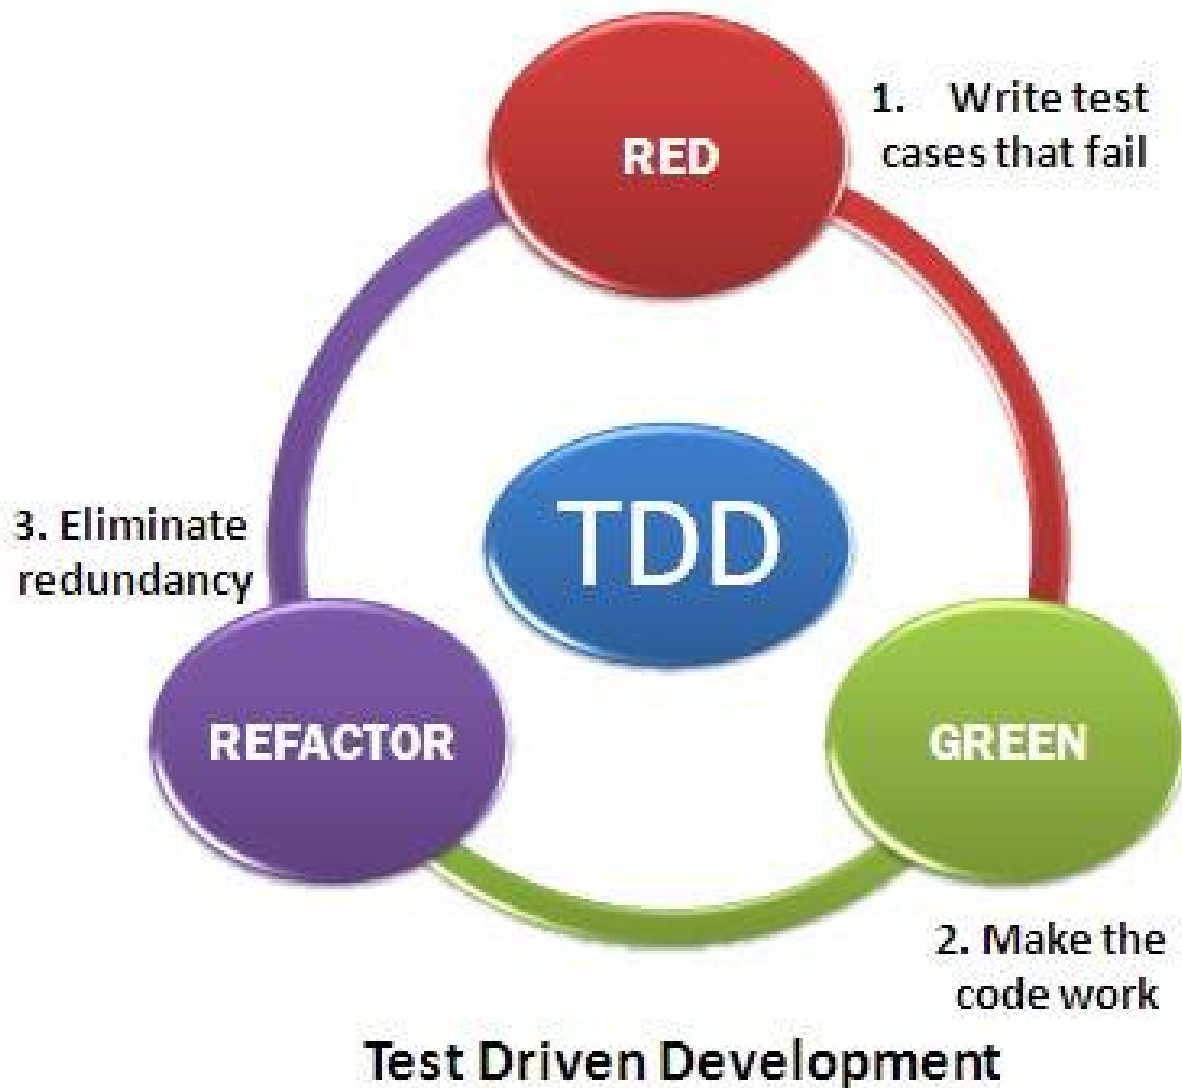 RED
1. Write test
cases that fail
TDD
3. Eliminate
redundancy
REFACTOR
GREEN
2. Make the
code work
Test Driven Development